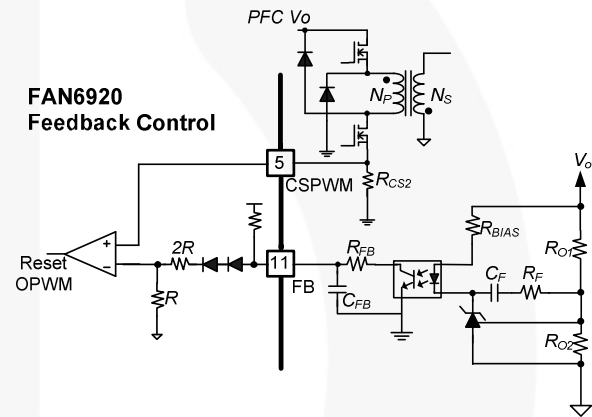 PFC Vo
FAN6920
Feedback Control
NP
NS
5
CSPWM
RCS2
Vo
RBIAS
RO1
Reset
OPWM
+
−
2R
R
11
FB
RFB
CFB
CF
RF
RO2